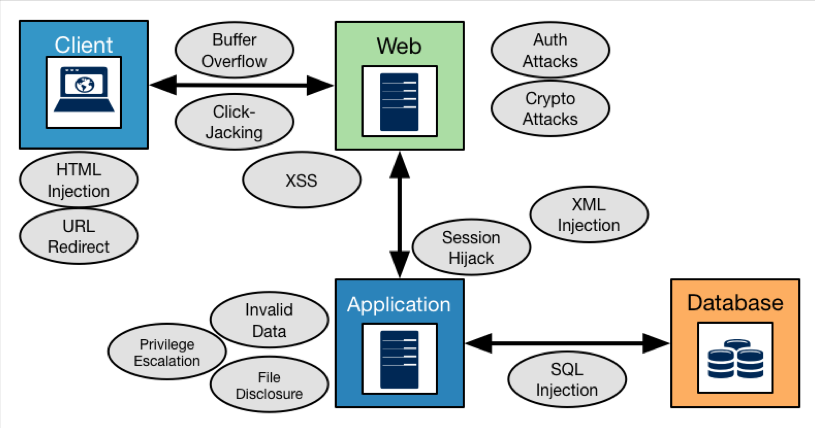 Client
Buffer
Overflow
Web
Auth
Attacks
Click-
Jacking
Crypto
Attacks
HTML
Injection
XSS
URL
Redirect
XML
Injection
Session
Hijack
Invalid
Data
Application
Database
Privilege
Escalation
File
Disclosure
SQL
Injection